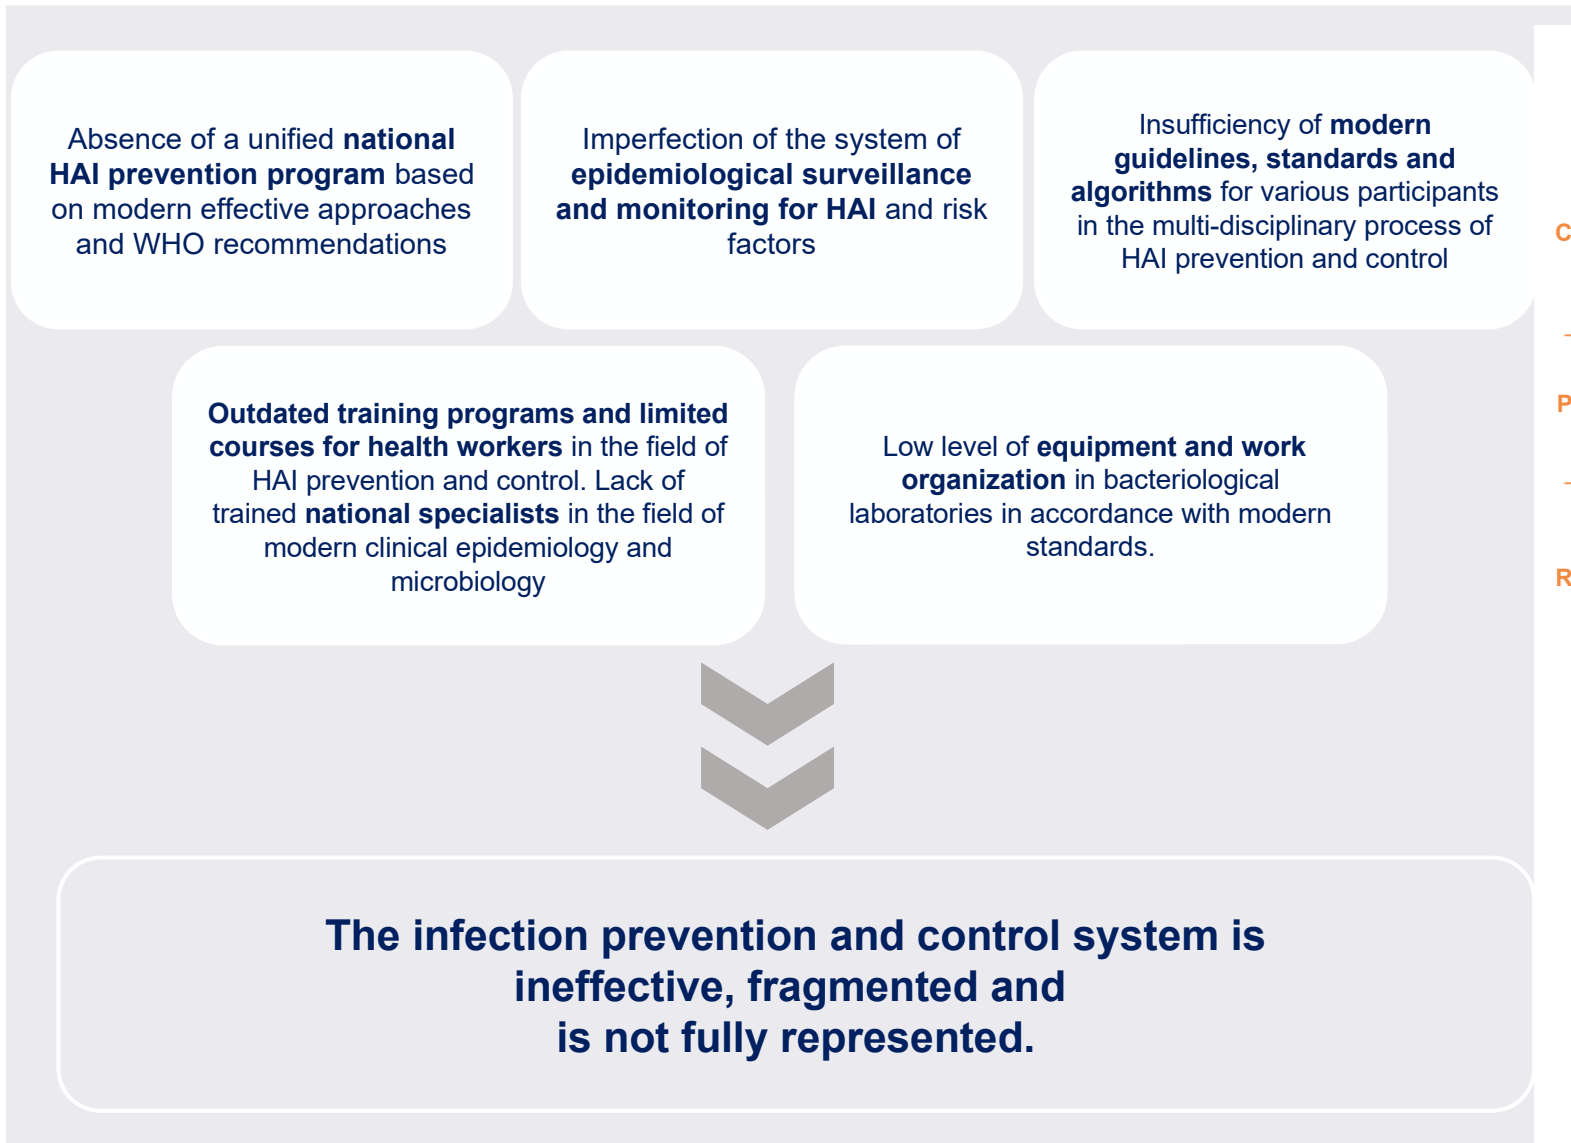 Absence of a unified national
HAI prevention program based
on modern effective approaches
and WHO recommendations
Imperfection of the system of
epidemiological surveillance
and monitoring for HAI and risk
factors
Insufficiency of modern
guidelines, standards and
algorithms for various participants
in the multi-disciplinary process of
HAI prevention and control
Outdated training programs and limited
courses for health workers in the field of
HAI prevention and control. Lack of
trained national specialists in the field of
modern clinical epidemiology and
microbiology
Low level of equipment and work
organization in bacteriological
laboratories in accordance with modern
standards.
The infection prevention and control system is
ineffective, fragmented and
is not fully represented.
C
P
R